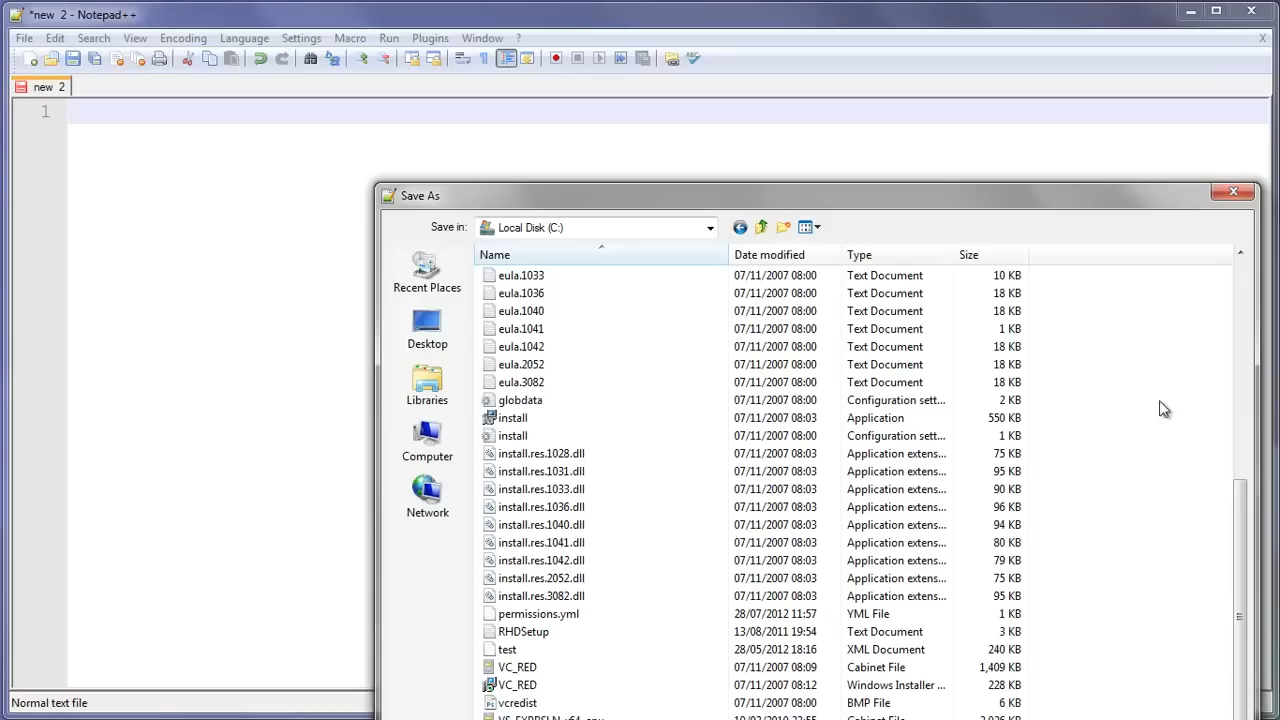 *new 2 - Notepad++
File Edit Search View Encoding Language Settings Macro Run Plugins Window ? X
new 2
1
Save As
Save in: Local Disk (C:)
Name Date modified Type Size
Recent Places
Desktop
Libraries
Computer
Network
eula.1033 07/11/2007 08:00 Text Document 10 KB
eula.1036 07/11/2007 08:00 Text Document 18 KB
eula.1040 07/11/2007 08:00 Text Document 18 KB
eula.1041 07/11/2007 08:00 Text Document 1 KB
eula.1042 07/11/2007 08:00 Text Document 18 KB
eula.2052 07/11/2007 08:00 Text Document 18 KB
eula.3082 07/11/2007 08:00 Text Document 18 KB
globdata 07/11/2007 08:00 Configuration sett... 2 KB
install 07/11/2007 08:03 Application 550 KB
install 07/11/2007 08:00 Configuration sett... 1 KB
install.res.1028.dll 07/11/2007 08:03 Application extens... 75 KB
install.res.1031.dll 07/11/2007 08:03 Application extens... 95 KB
install.res.1033.dll 07/11/2007 08:03 Application extens... 90 KB
install.res.1036.dll 07/11/2007 08:03 Application extens... 96 KB
install.res.1040.dll 07/11/2007 08:03 Application extens... 94 KB
install.res.1041.dll 07/11/2007 08:03 Application extens... 80 KB
install.res.1042.dll 07/11/2007 08:03 Application extens... 79 KB
install.res.2052.dll 07/11/2007 08:03 Application extens... 75 KB
install.res.3082.dll 07/11/2007 08:03 Application extens... 95 KB
permissions.yml 28/07/2012 11:57 YML File 1 KB
RHDSetup 13/08/2011 19:54 Text Document 3 KB
test 28/05/2012 18:16 XML Document 240 KB
VC_RED 07/11/2007 08:09 Cabinet File 1,409 KB
VC_RED 07/11/2007 08:12 Windows Installer ... 228 KB
vcredist 07/11/2007 08:00 BMP File 6 KB
Normal text file